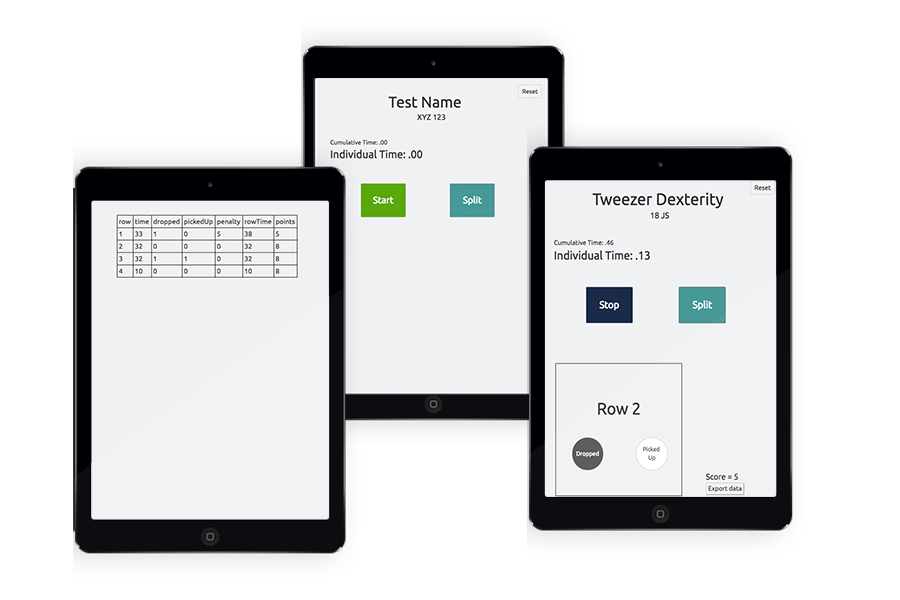 row time dropped pickedUp penalty rowTime points
1 33 1 0 5 38 5
2 32 0 0 0 32 8
3 32 1 1 0 32 8
4 10 0 0 0 10 8
Reset
Test Name
XYZ 123
Cumulative Time: .00
Individual Time: .00
Start Split
Reset
Tweezer Dexterity
18 JS
Cumulative Time: .46
Individual Time: .13
Stop Split
Row 2
Dropped
Picked
Up
Score = 5
Export data